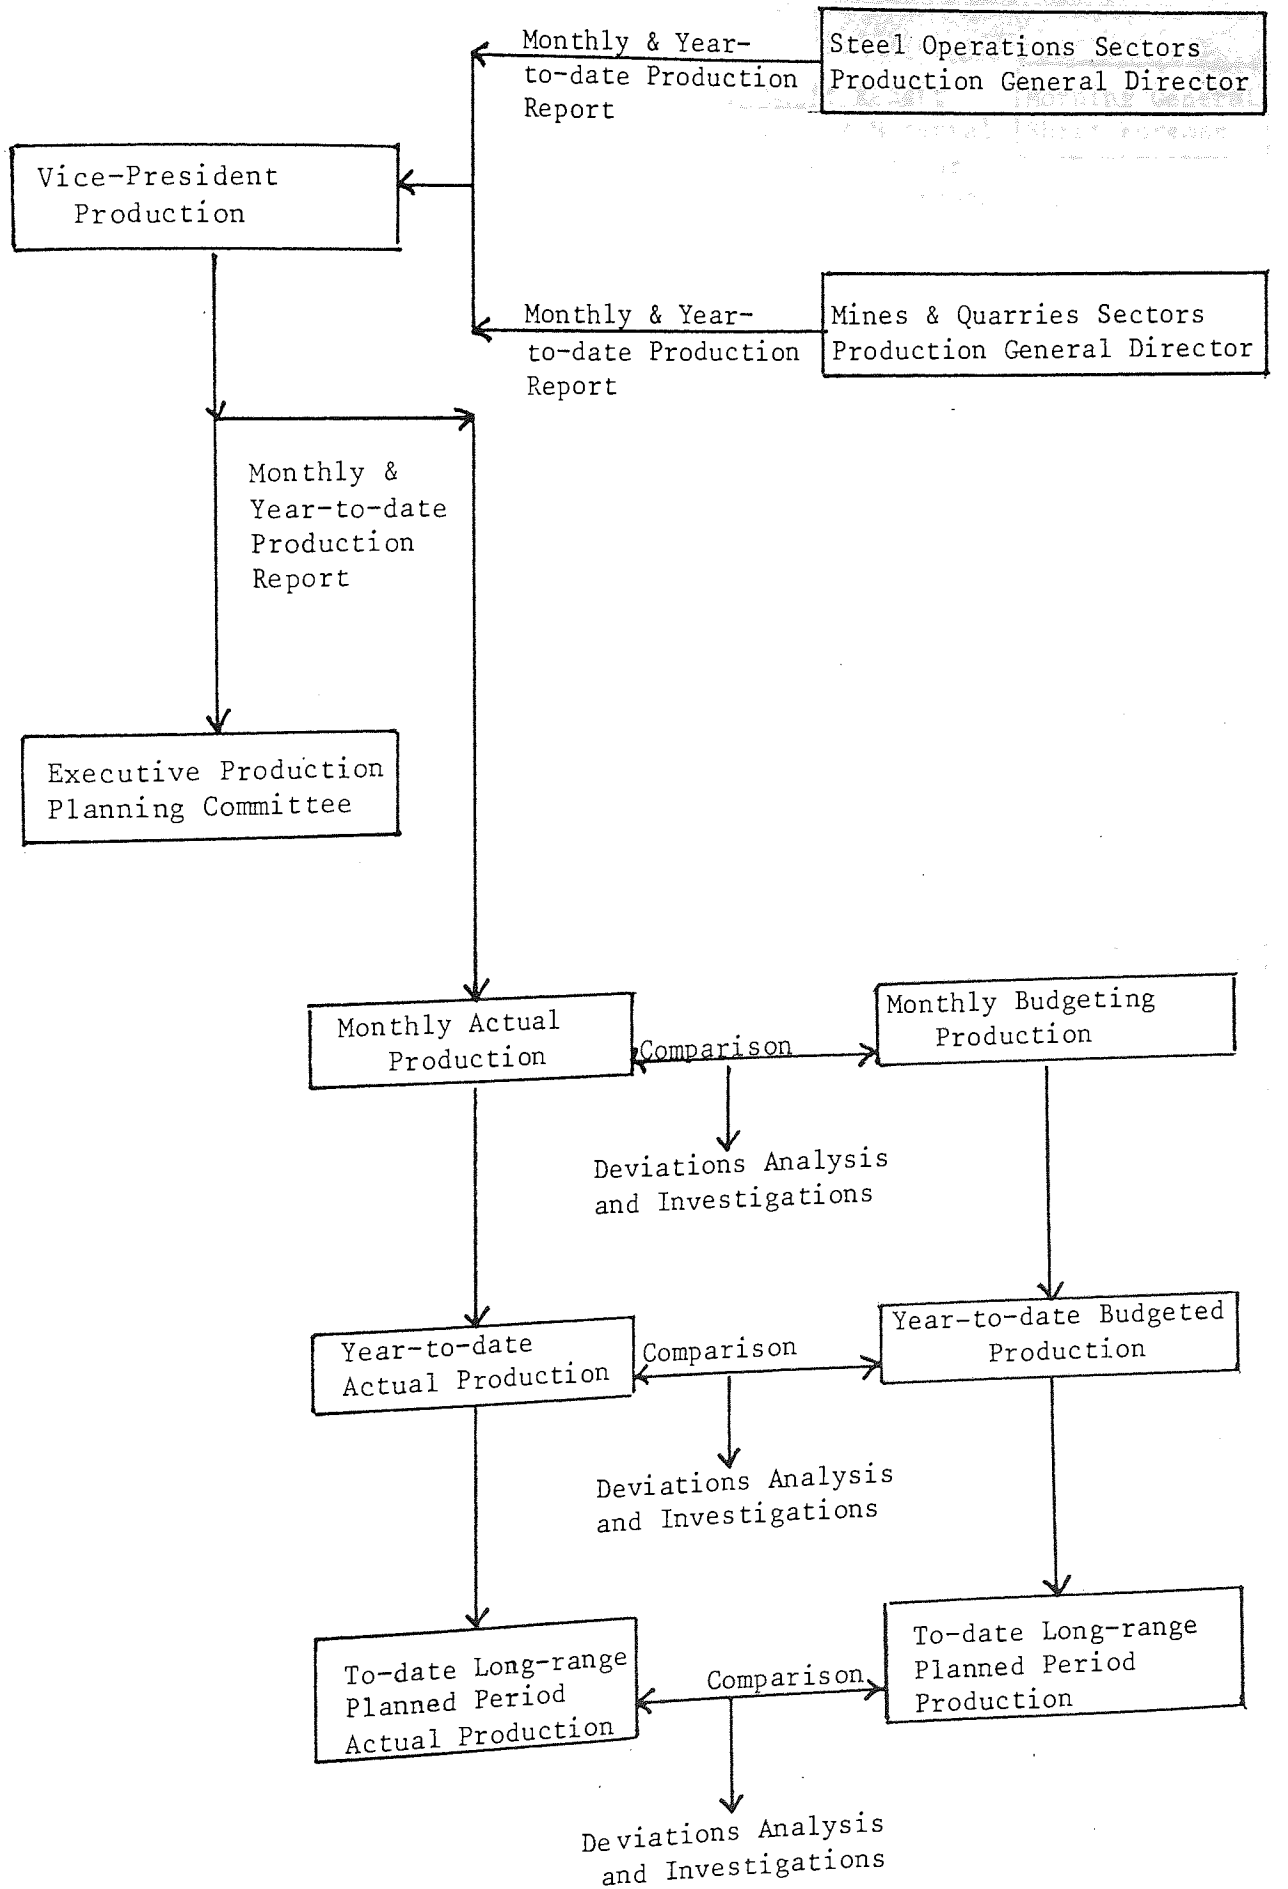 Monthly & Year-
to-date Production
Report
Steel Operations Sectors
Production General Director
Morning General
Shift Foreman
Vice-President
Production
Monthly & Year-
to-date Production
Report
Mines & Quarries Sectors
Production General Director
Monthly &
Year-to-date
Production
Report
Executive Production
Planning Committee
Monthly Actual
Production
Comparison
Monthly Budgeting
Production
Deviations Analysis
and Investigations
Year-to-date
Actual Production
Comparison
Year-to-date Budgeted
Production
Deviations Analysis
and Investigations
To-date Long-range
Planned Period
Actual Production
Comparison
To-date Long-range
Planned Period
Production
Deviations Analysis
and Investigations